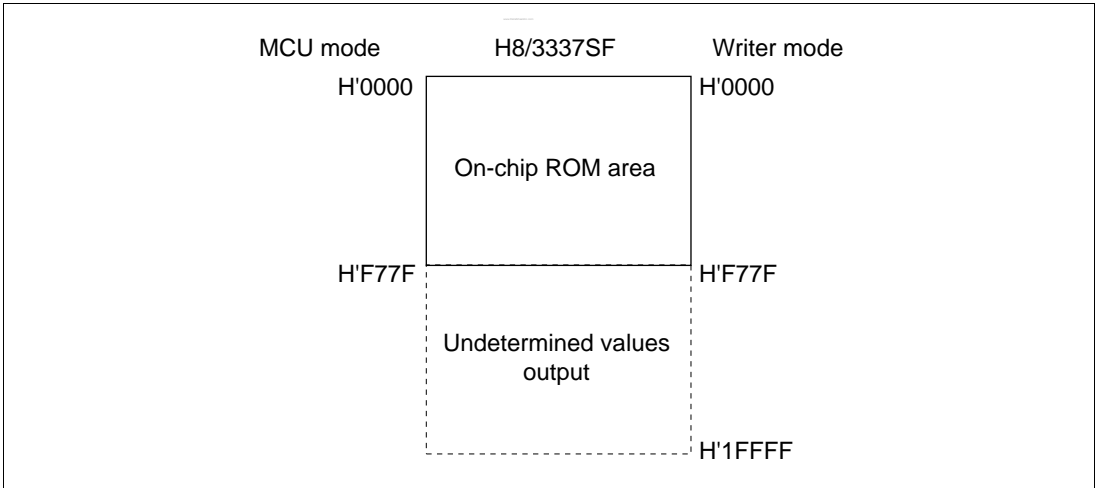 MCU mode H8/3337SF Writer mode
H'0000 H'0000
On-chip ROM area
H'F77F H'F77F
Undetermined values
output
H'1FFFF